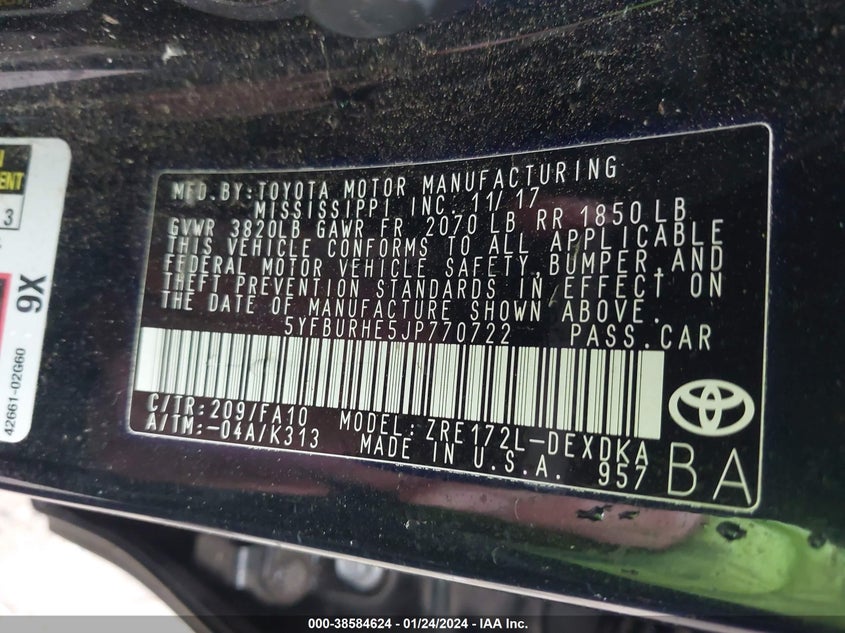 MFD.BY:TOYOTA MOTOR MANUFACTURING
MISSISSIPPI INC. 11/17
GVWR 3820LB GAWR FR 2070 LB RR 1850 LB
THIS VEHICLE CONFORMS TO ALL APPLICABLE
FEDERAL MOTOR VEHICLE SAFETY,BUMPER,AND
THEFT PREVENTION STANDARDS IN EFFECT ON
THE DATE OF MANUFACTURE SHOWN ABOVE.
5YFBURHE5JP770722 PASS.CAR
C/TR:209/FA10 MODEL:ZRE172L-DEXDKA
A/TM:-04A/K313 MADE IN U.S.A. 957
BA
9X
42661-02G60
3
000-38584624 - 01/24/2024 - IAA Inc.